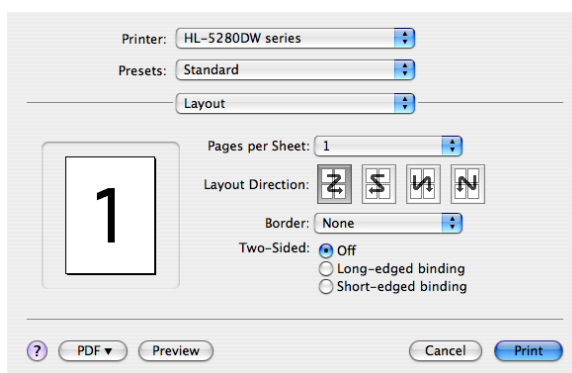 Printer: HL-5280DW series
Presets: Standard
Layout
Pages per Sheet: 1
Layout Direction:
1
Border: None
Two-Sided: Off
Long-edged binding
Short-edged binding
? PDF▼ Preview Cancel Print